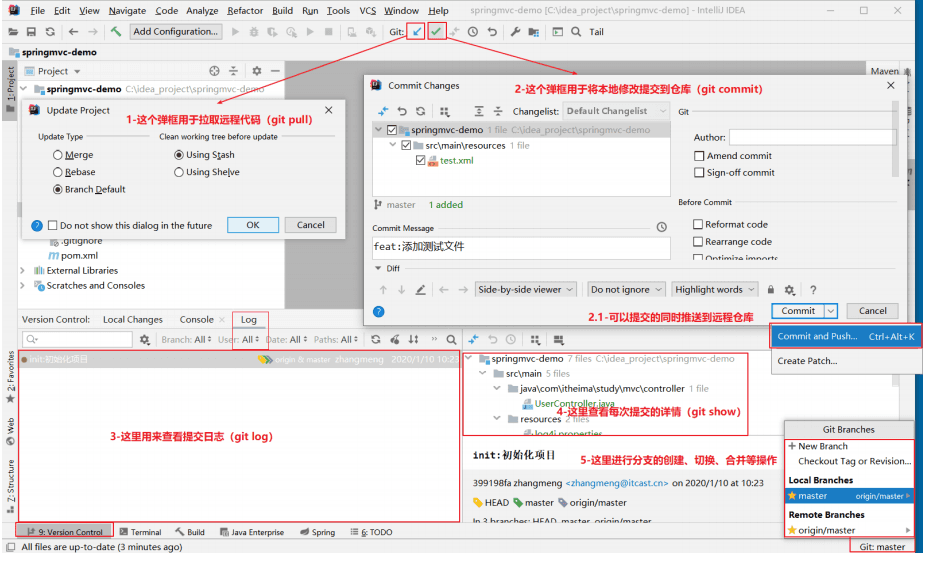 File Edit View Navigate Code Analyze Refactor Build Run Tools VCS Window Help springmvc-demo [C:\idea_project\springmvc-demo] - IntelliJ IDEA
Add Configuration... Git: Tail
springmvc-demo
1: Project
Project
Maven
springmvc-demo C:\idea_project\springmvc-demo
Update Project
1-这个弹框用于拉取远程代码（git pull）
Update Type
Clean working tree before update
Merge
Using Stash
Rebase
Using Shelve
Branch Default
Do not show this dialog in the future
OK
Cancel
.gitignore
pom.xml
External Libraries
Scratches and Consoles
Commit Changes
2-这个弹框用于将本地修改提交到仓库（git commit）
Changelist: Default Changelist
Git
springmvc-demo 1 file C:\idea_project\springmvc-demo
src\main\resources 1 file
test.xml
Author:
Amend commit
Sign-off commit
master 1 added
Before Commit
Commit Message
Reformat code
feat:添加测试文件
Rearrange code
Optimize imports
Diff
Side-by-side viewer
Do not ignore
Highlight words
?
2.1-可以提交的同时推送到远程仓库
Commit
Cancel
Commit and Push... Ctrl+Alt+K
Create Patch...
Version Control: Local Changes Console Log
Branch: All User: All Date: All Paths: All
init:初始化项目 origin & master zhangmeng 2020/1/10 10:23
3-这里用来查看提交日志（git log）
springmvc-demo 7 files C:\idea_project\springmvc-demo
src\main 5 files
java\com\itheima\study\mvc\controller 1 file
UserController.java
4-这里查看每次提交的详情（git show）
resources 2 files
log4j.properties
init:初始化项目
5-这里进行分支的创建、切换、合并等操作
399198fa zhangmeng <zhangmeng@itcast.cn> on 2020/1/10 at 10:23
HEAD master origin/master
In 3 branches: HEAD, master, origin/master
Git Branches
+ New Branch
Checkout Tag or Revision...
Local Branches
master origin/master
Remote Branches
origin/master
2: Favorites
Web
Z: Structure
9: Version Control Terminal Build Java Enterprise Spring 6: TODO
All files are up-to-date (3 minutes ago)
Git: master